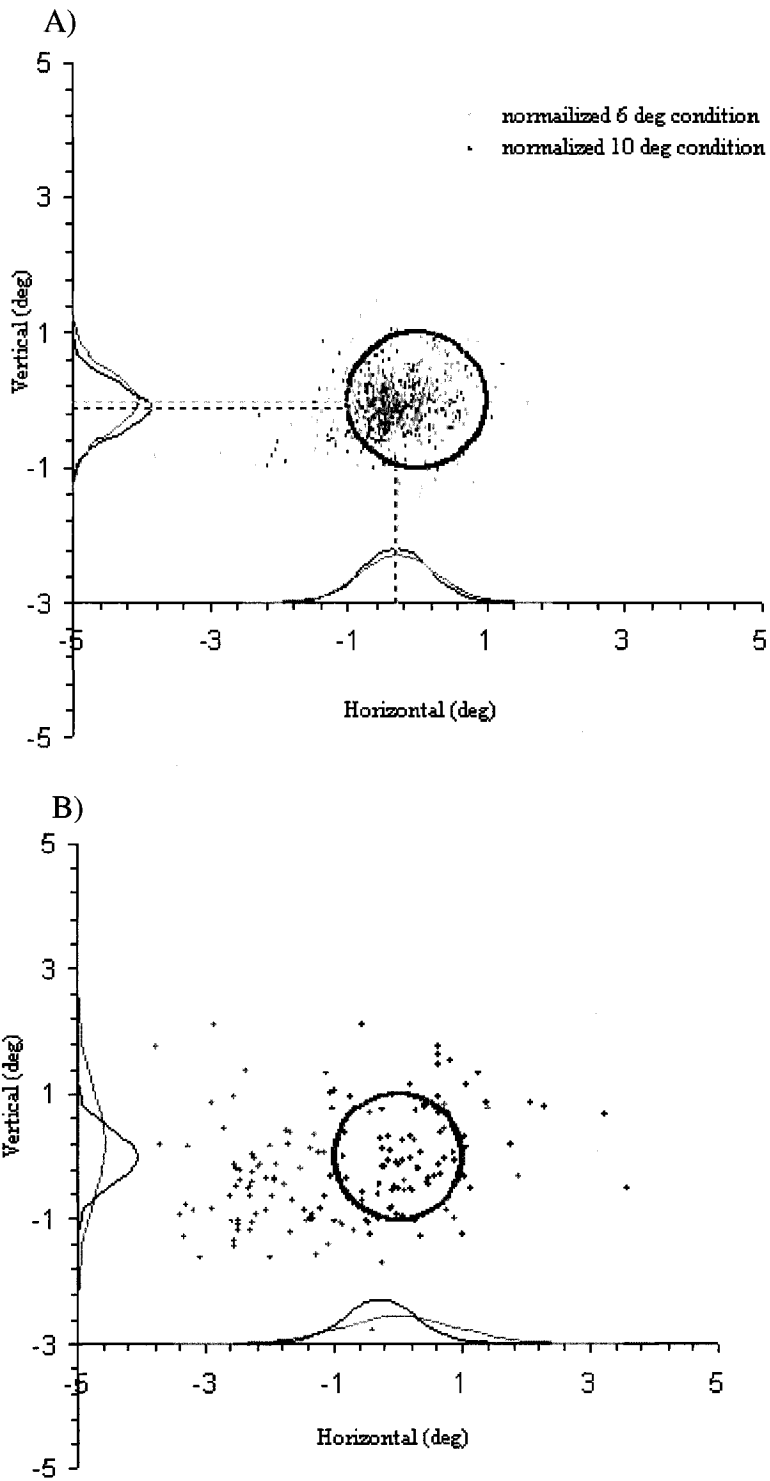 A)
5
normailized 6 deg condition
normalized 10 deg condition
3
1
Vertical (deg)
-1
-3
-5 -3 -1 1 3 5
Horizontal (deg)
-5
B)
5
3
1
Vertical (deg)
-1
-3
-5 -3 -1 1 3 5
Horizontal (deg)
-5